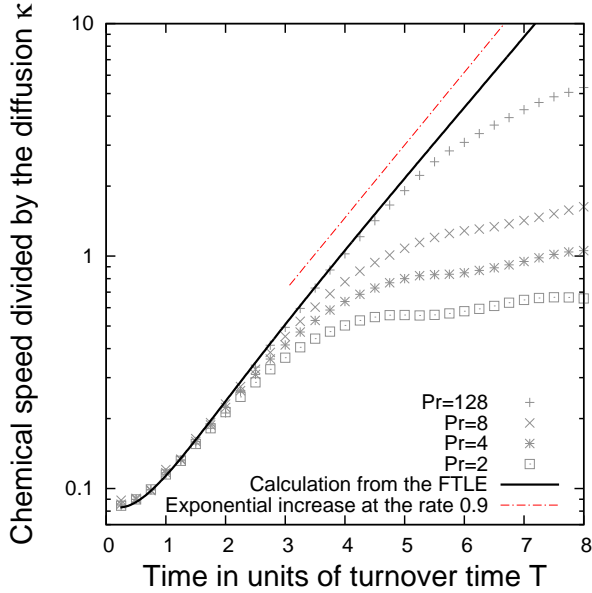 Chemical speed divided by the diffusion κ
10
1
0.1
Pr=128
Pr=8
Pr=4
Pr=2
Calculation from the FTLE
Exponential increase at the rate 0.9
0 1 2 3 4 5 6 7 8
Time in units of turnover time T